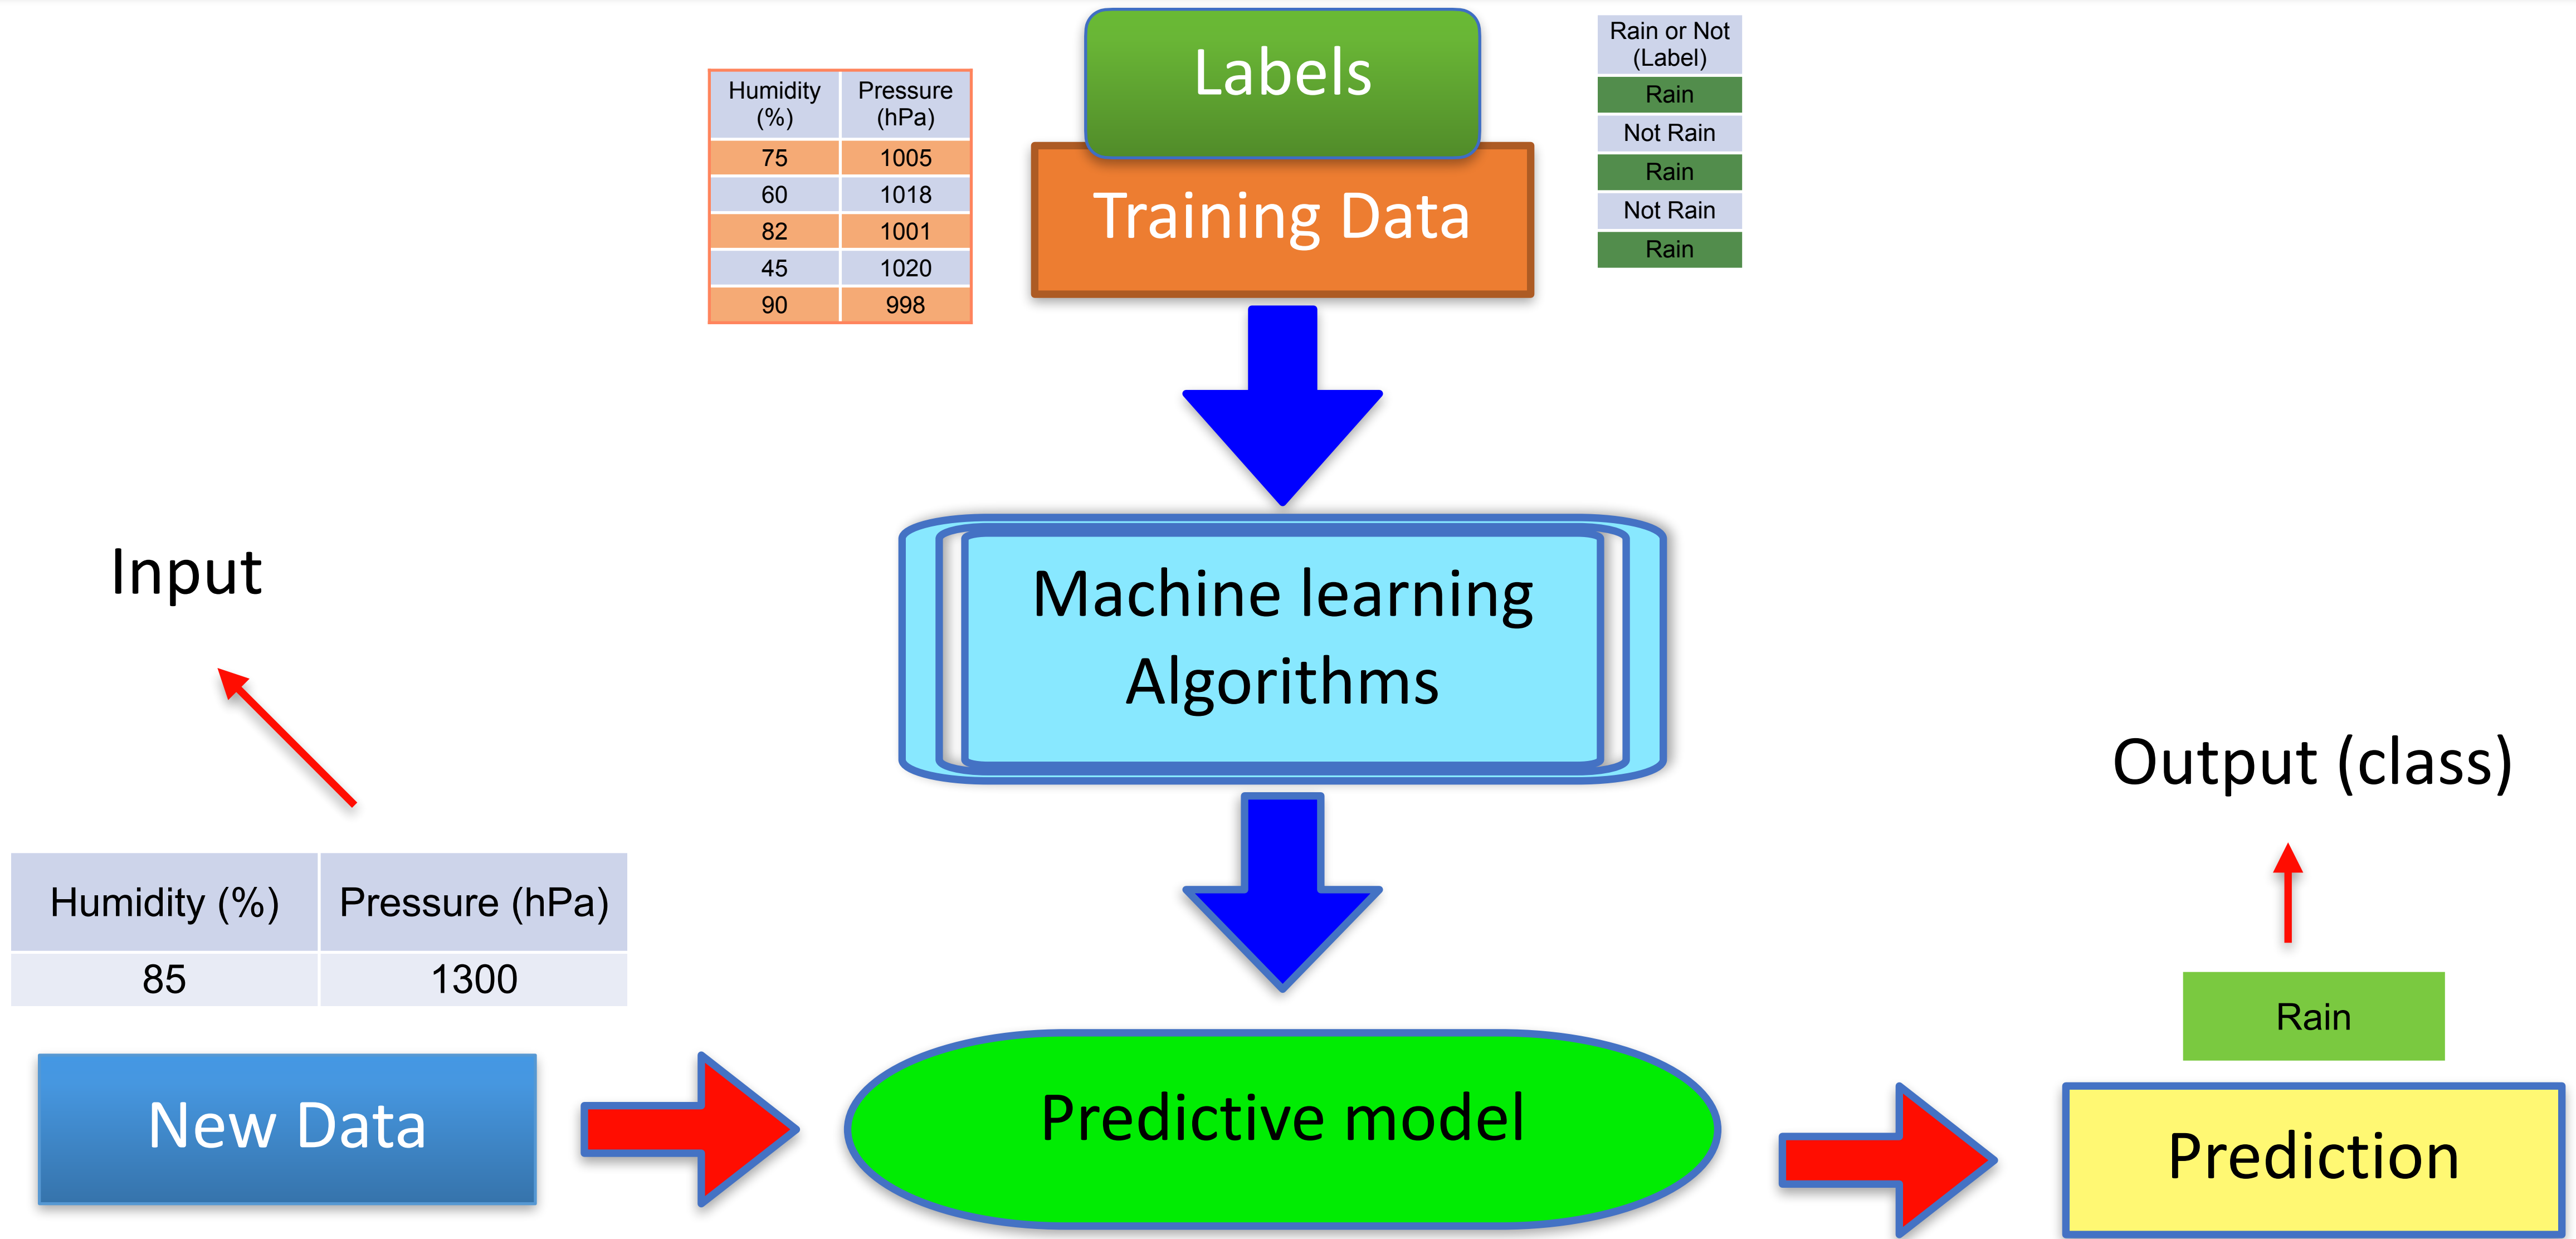 Labels
Training Data
Humidity (%) Pressure (hPa)
75 1005
60 1018
82 1001
45 1020
90 998
Rain or Not
(Label)
Rain
Not Rain
Rain
Not Rain
Rain
Machine learning
Algorithms
Input
Humidity (%) Pressure (hPa)
85 1300
New Data
Predictive model
Output (class)
Rain
Prediction